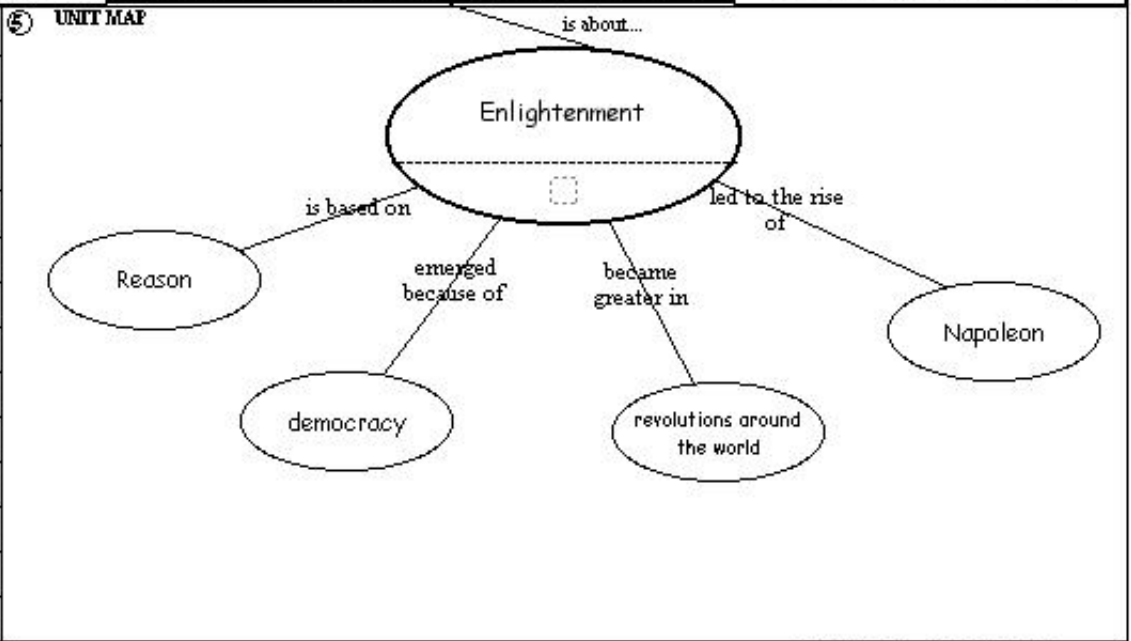 5 UNIT MAP
is about...
Enlightenment
is based on
led to the rise
of
emerged
because of
became
greater in
Reason
Napoleon
democracy
revolutions around
the world